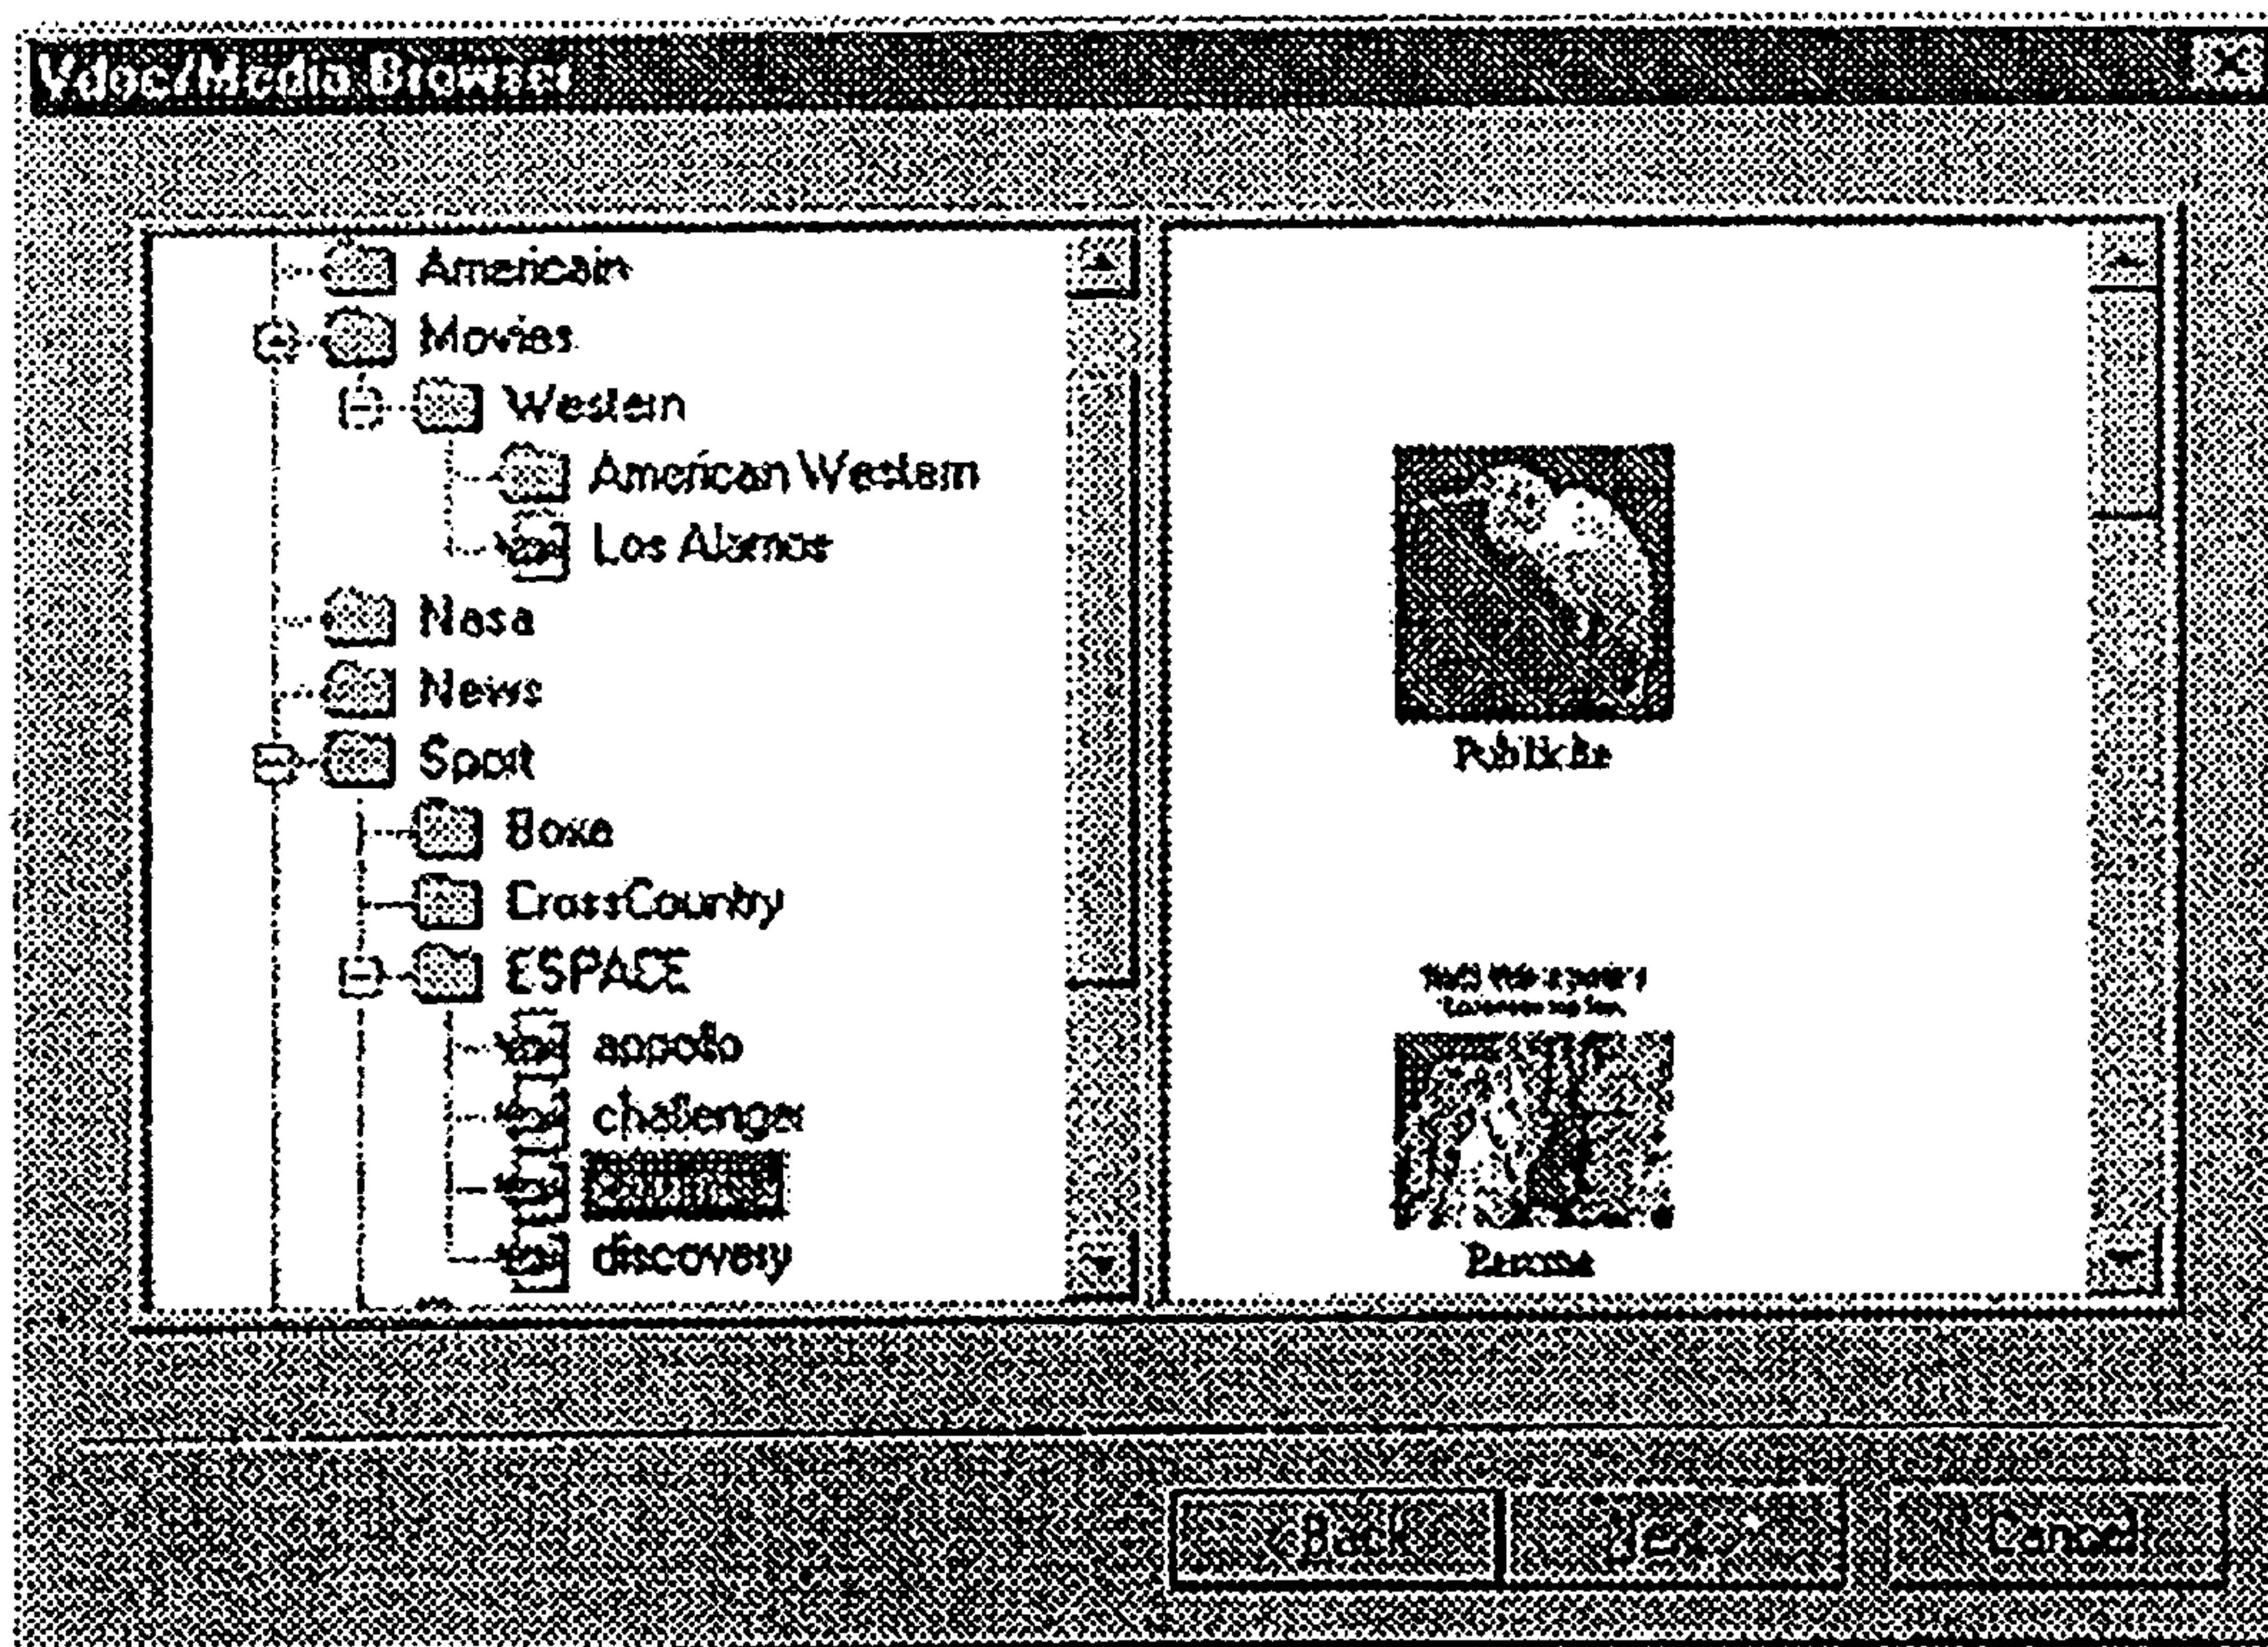 Vdoc/Media Browser
Americain
Movies
Western
American Western
Los Alamos
Nasa
News
Sport
Boxe
CrossCountry
ESPACE
appollo
challenger
discovery
< Back
Next >
Cancel